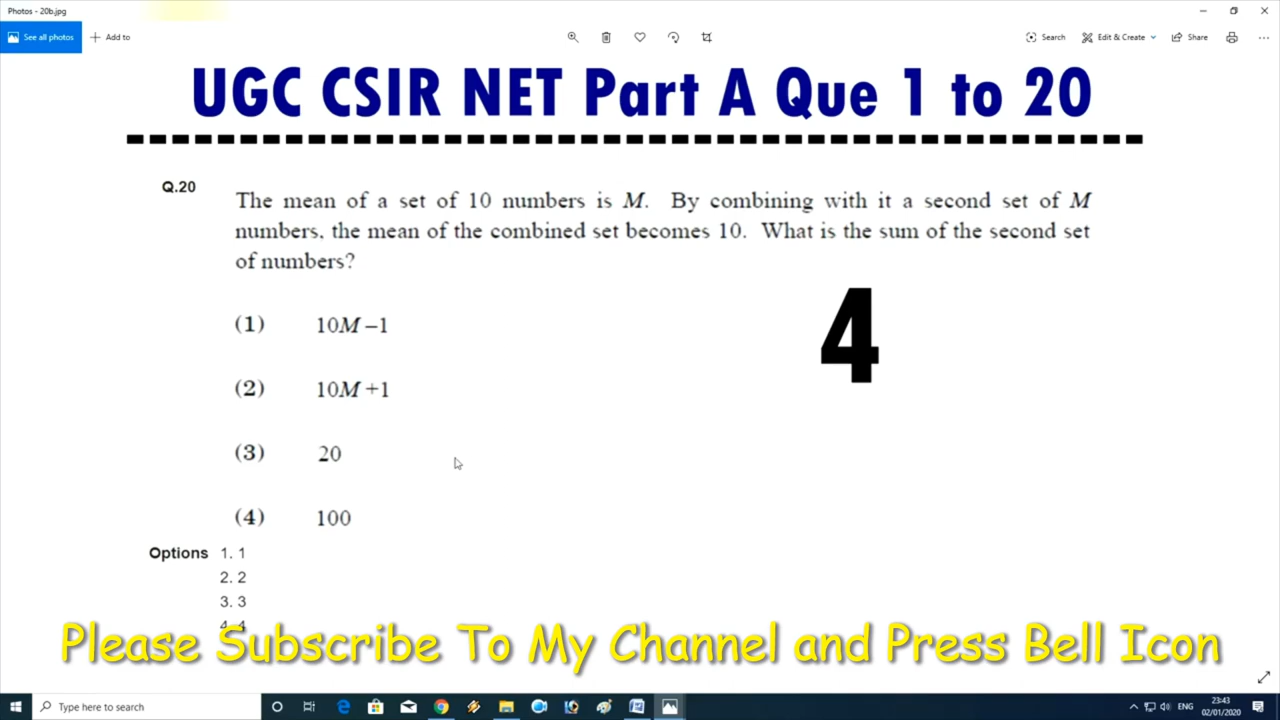 Photos - 20b.jpg
See all photos
Add to
Search
Edit & Create
Share
UGC CSIR NET Part A Que 1 to 20
Q.20
The mean of a set of 10 numbers is M. By combining with it a second set of M
numbers, the mean of the combined set becomes 10. What is the sum of the second set
of numbers?
4
(1) 10M–1
(2) 10M+1
(3) 20
(4) 100
Options 1. 1
2. 2
3. 3
4. 4
Please Subscribe To My Channel and Press Bell Icon
Type here to search
ENG
23:43
02/01/2020